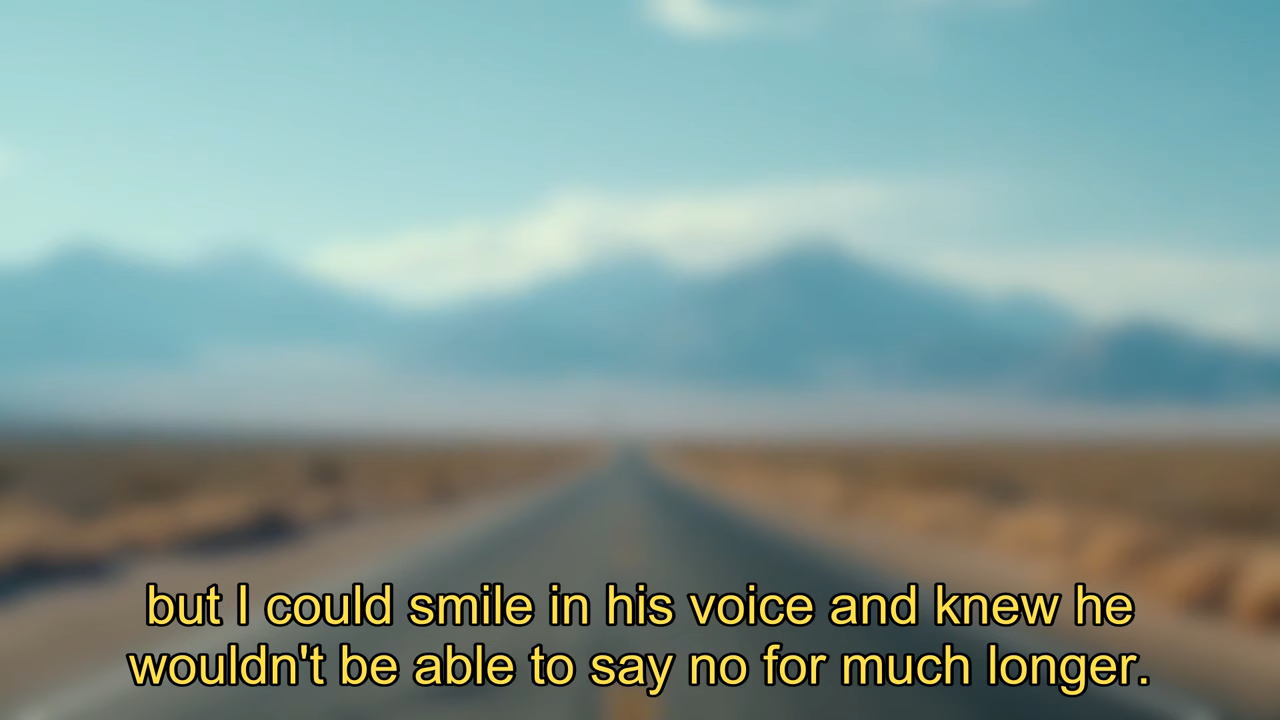 but I could smile in his voice and knew he
wouldn't be able to say no for much longer.